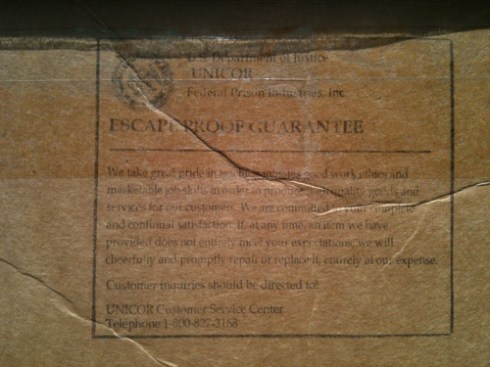 U.S. Department of Justice
UNICOR
Federal Prison Industries, Inc.
ESCAPE PROOF GUARANTEE
We take great pride in teaching inmates good work ethics and
marketable job skills in order to produce quality goods and
services for our customers. We are committed to your complete
and continual satisfaction. If, at any time, an item we have
provided does not entirely meet your expectations, we will
cheerfully and promptly repair or replace it, entirely at our expense.
Customer inquiries should be directed to:
UNICOR Customer Service Center
Telephone 1-800-827-3168